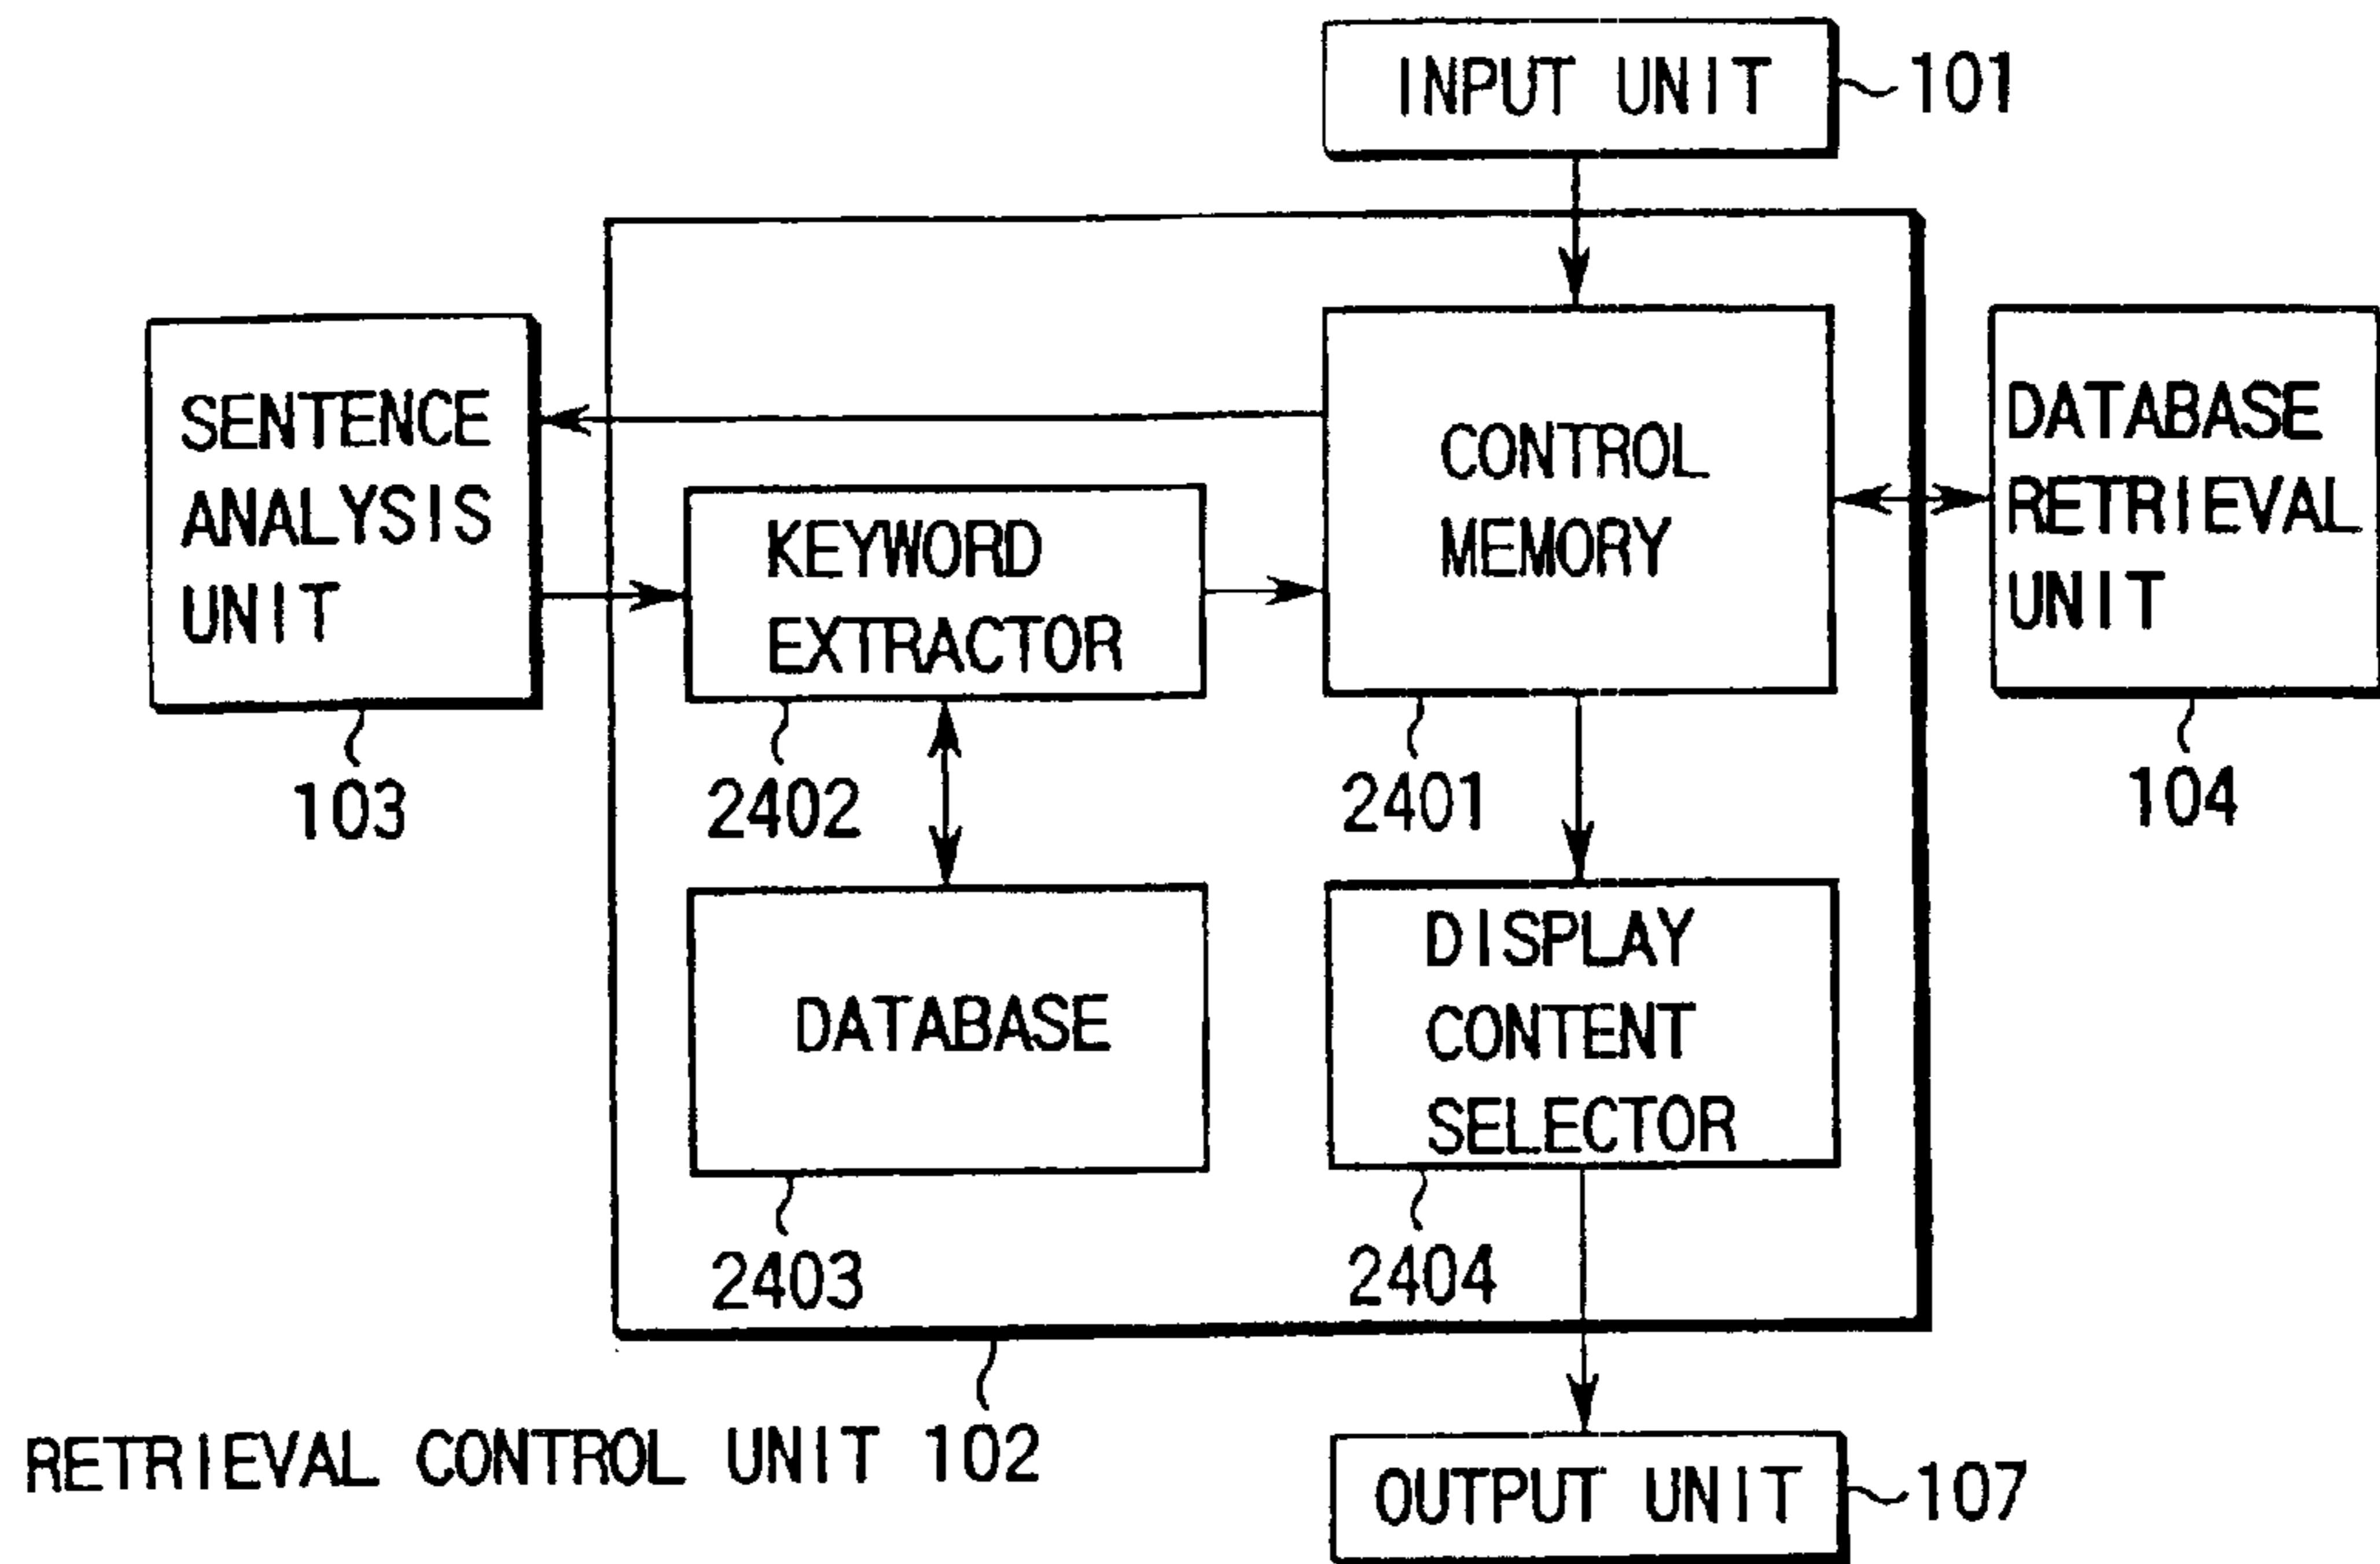 INPUT UNIT
101
SENTENCE
ANALYSIS
UNIT
103
KEYWORD
EXTRACTOR
2402
CONTROL
MEMORY
2401
DATABASE
RETRIEVAL
UNIT
104
DATABASE
2403
DISPLAY
CONTENT
SELECTOR
2404
RETRIEVAL CONTROL UNIT 102
OUTPUT UNIT
107